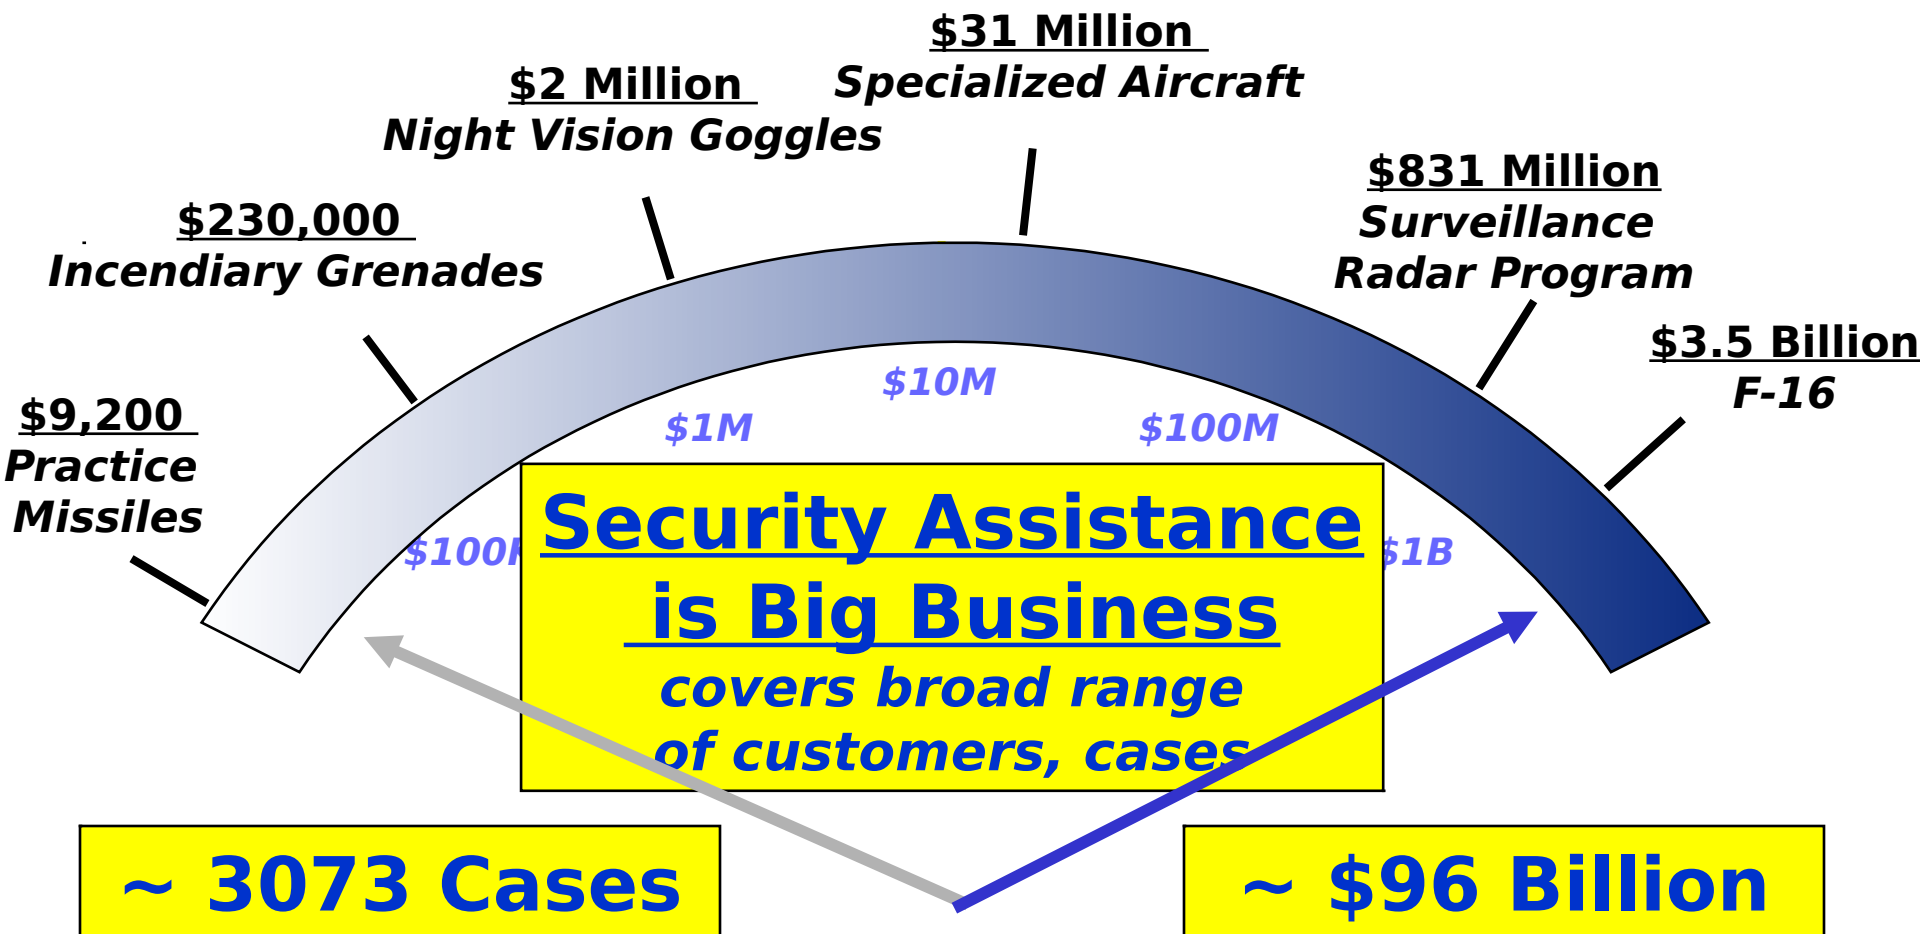 $31 Million
Specialized Aircraft
$2 Million
Night Vision Goggles
$831 Million
Surveillance
Radar Program
$230,000
Incendiary Grenades
$3.5 Billion
F-16
$9,200
Practice
Missiles
$10M
$1M
$100M
$1B
Security Assistance
is Big Business
covers broad range
of customers, cases
~ 3073 Cases
~ $96 Billion